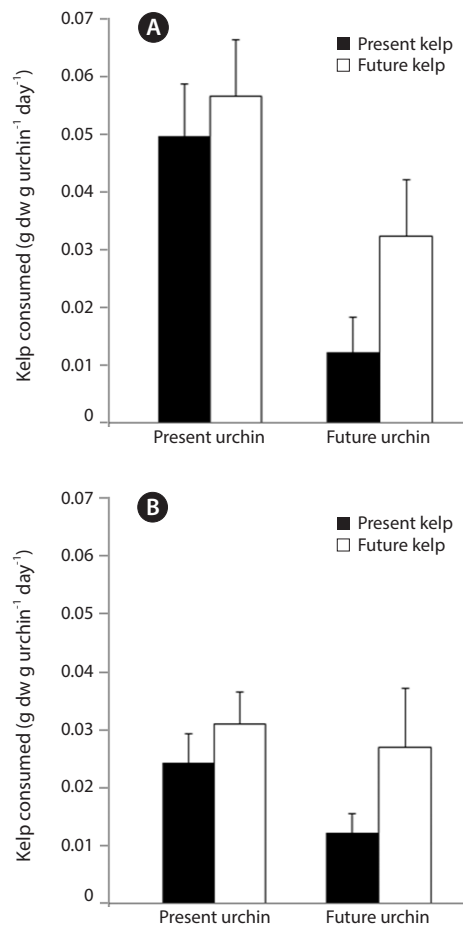 A
Kelp consumed (g dw g urchin⁻¹ day⁻¹)
0.07
0.06
0.05
0.04
0.03
0.02
0.01
0
Present kelp
Future kelp
Present urchin Future urchin
B
Kelp consumed (g dw g urchin⁻¹ day⁻¹)
0.07
0.06
0.05
0.04
0.03
0.02
0.01
0
Present kelp
Future kelp
Present urchin Future urchin